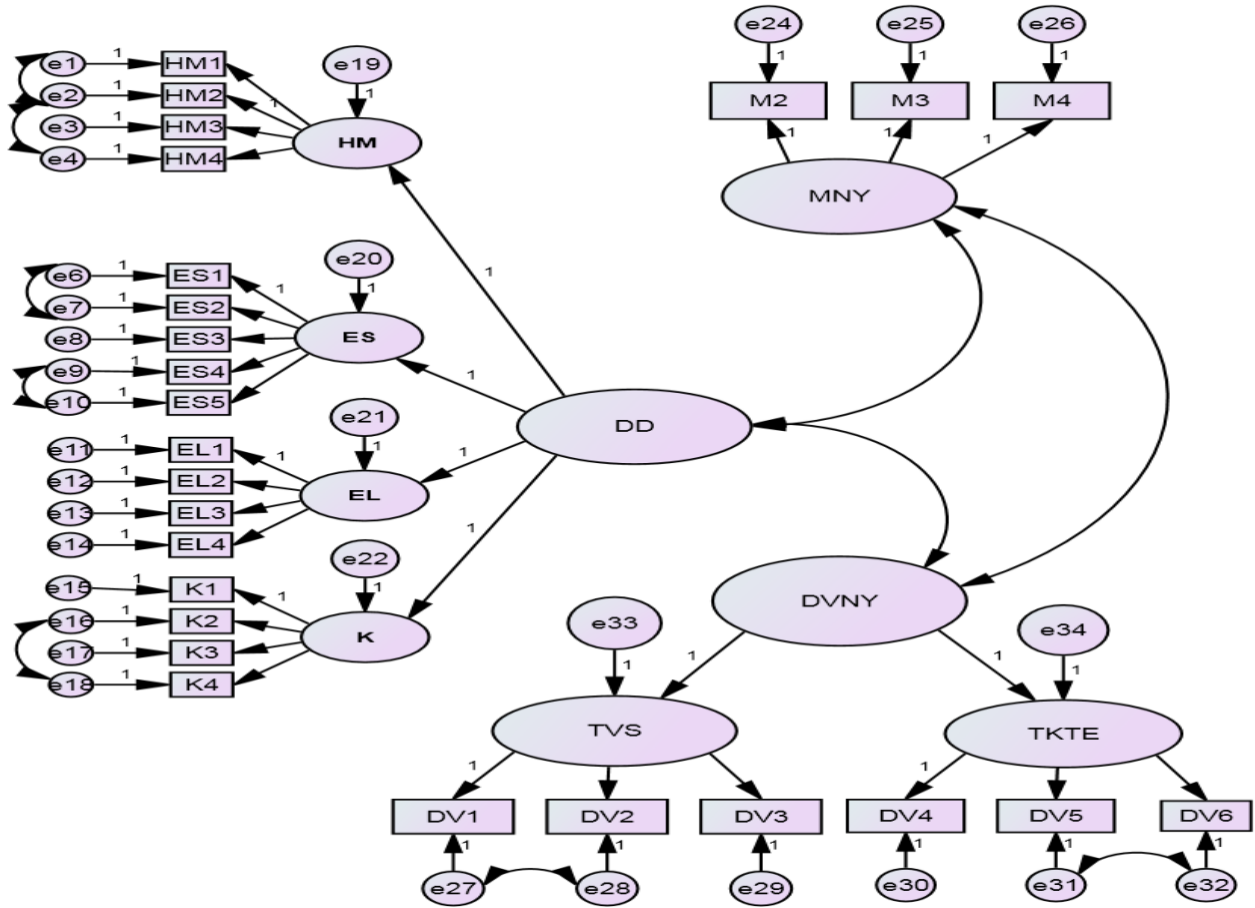 e24 e25 e26
1 1 1
M2 M3 M4
1 1 1
MNY
e1 1 HM1
e2 1 HM2
e3 1 HM3
e4 1 HM4
1
e19
1
HM
1
e6 1 ES1
e7 1 ES2
e8 1 ES3
e9 1 ES4
e10 1 ES5
1
e20
1
ES
1
DD
e11 1 EL1
e12 1 EL2
e13 1 EL3
e14 1 EL4
1
e21
1
EL
1
e15 1 K1
e16 1 K2
e17 1 K3
e18 1 K4
1
e22
1
K
1
DVNY
1 1
e33 e34
1 1
TVS TKTE
1 1
DV1 DV2 DV3 DV4 DV5 DV6
1 1 1 1 1 1
e27 e28 e29 e30 e31 e32